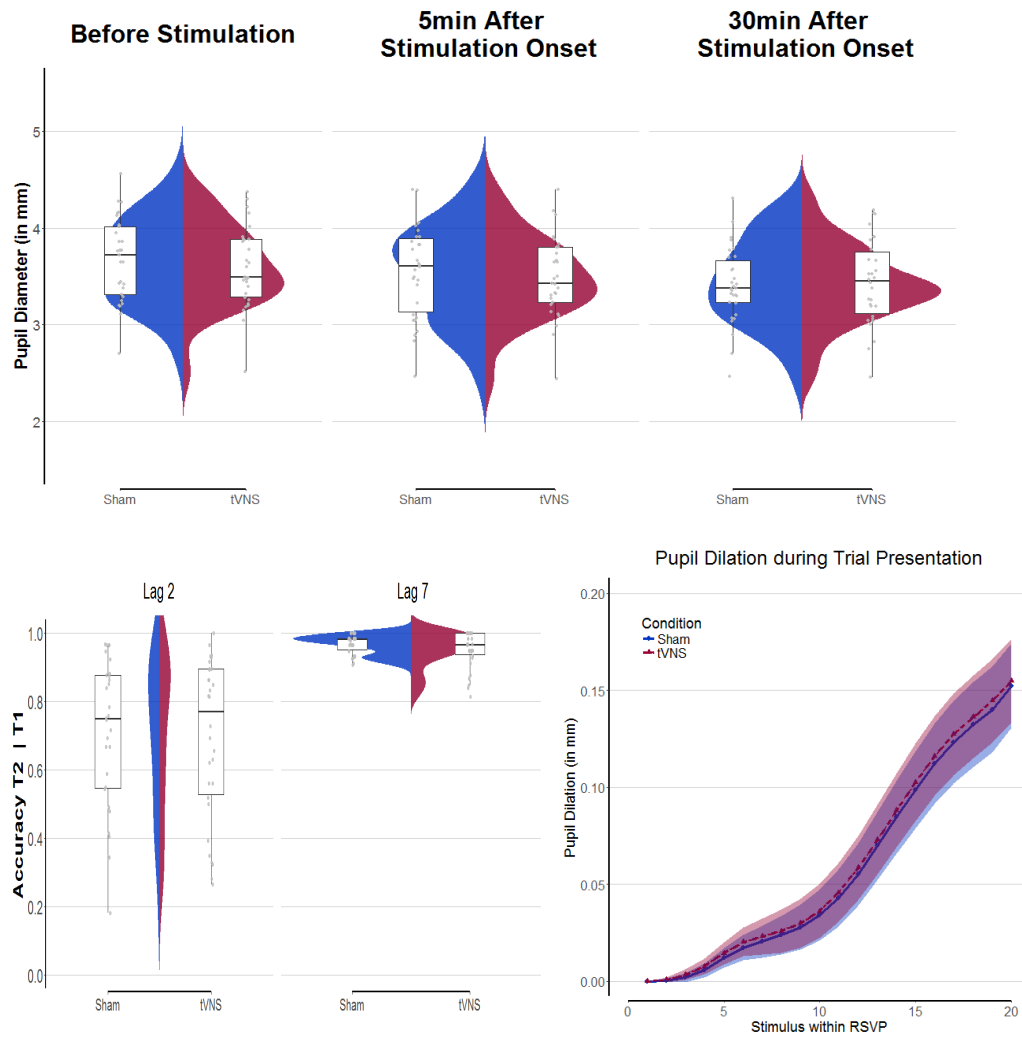 Before Stimulation
5min After
Stimulation Onset
30min After
Stimulation Onset
Pupil Diameter (in mm)
5
4
3
2
Sham
tVNS
Sham
tVNS
Sham
tVNS
Lag 2
Lag 7
Accuracy T2 | T1
1.0
0.8
0.6
0.4
0.2
0.0
Sham
tVNS
Sham
tVNS
Pupil Dilation during Trial Presentation
Pupil Dilation (in mm)
0.20
0.15
0.10
0.05
0.00
Condition
Sham
tVNS
0
5
10
15
20
Stimulus within RSVP